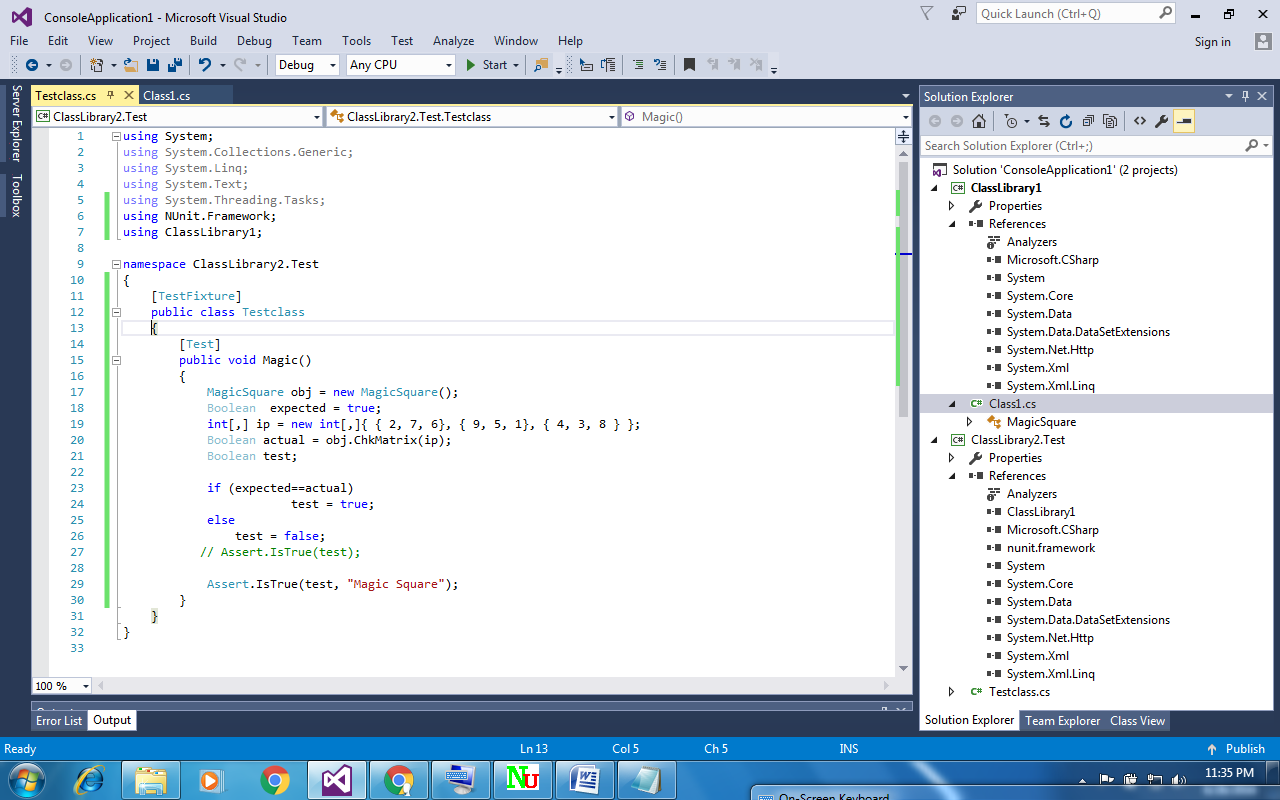 ConsoleApplication1 - Microsoft Visual Studio
Quick Launch (Ctrl+Q)
File Edit View Project Build Debug Team Tools Test Analyze Window Help
Sign in
Debug Any CPU Start
Server Explorer
Toolbox
Testclass.cs Class1.cs
ClassLibrary2.Test ClassLibrary2.Test.Testclass Magic()
1 using System;
2 using System.Collections.Generic;
3 using System.Linq;
4 using System.Text;
5 using System.Threading.Tasks;
6 using NUnit.Framework;
7 using ClassLibrary1;
8
9 namespace ClassLibrary2.Test
10 {
11 [TestFixture]
12 public class Testclass
13 {
14 [Test]
15 public void Magic()
16 {
17 MagicSquare obj = new MagicSquare();
18 Boolean  expected = true;
19 int[,] ip = new int[,]{ { 2, 7, 6}, { 9, 5, 1}, { 4, 3, 8 } };
20 Boolean actual = obj.ChkMatrix(ip);
21 Boolean test;
22
23 if (expected==actual)
24 test = true;
25 else
26 test = false;
27 // Assert.IsTrue(test);
28
29 Assert.IsTrue(test, "Magic Square");
30 }
31 }
32 }
33
100 %
Error List Output
Solution Explorer
Search Solution Explorer (Ctrl+;)
Solution 'ConsoleApplication1' (2 projects)
C# ClassLibrary1
Properties
References
Analyzers
Microsoft.CSharp
System
System.Core
System.Data
System.Data.DataSetExtensions
System.Net.Http
System.Xml
System.Xml.Linq
C# Class1.cs
MagicSquare
C# ClassLibrary2.Test
Properties
References
Analyzers
ClassLibrary1
Microsoft.CSharp
nunit.framework
System
System.Core
System.Data
System.Data.DataSetExtensions
System.Net.Http
System.Xml
System.Xml.Linq
C# Testclass.cs
Solution Explorer Team Explorer Class View
Ready Ln 13 Col 5 Ch 5 INS Publish
NU
11:35 PM
On-Screen Keyboard